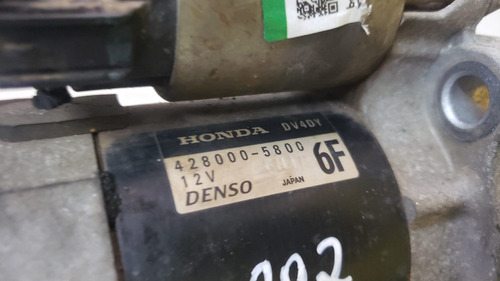 HONDA DV4DY
428000-5800
12V 6F
DENSO JAPAN